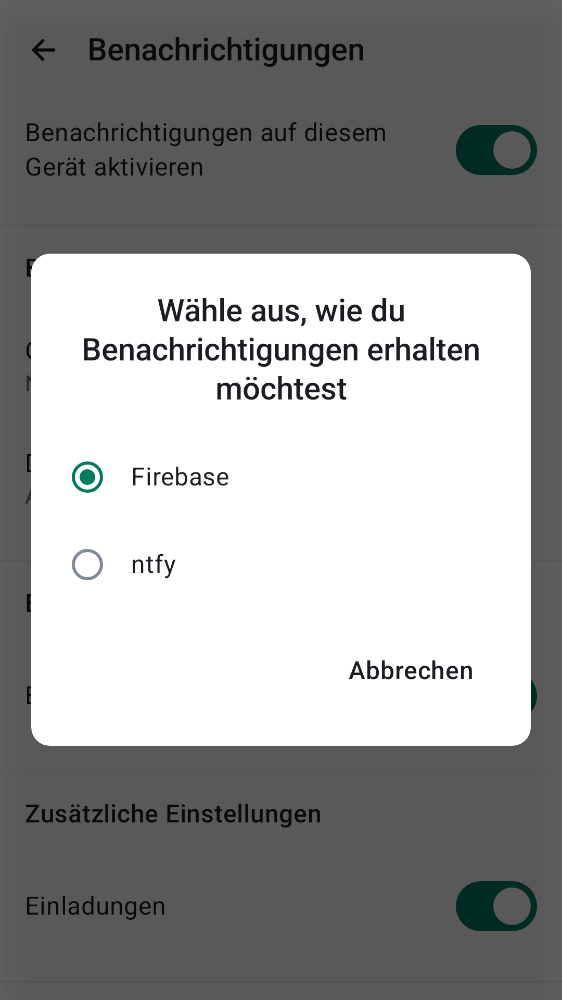 Benachrichtigungen
Benachrichtigungen auf diesem
Gerät aktivieren
Wähle aus, wie du
Benachrichtigungen erhalten
möchtest
Firebase
ntfy
Abbrechen
Zusätzliche Einstellungen
Einladungen